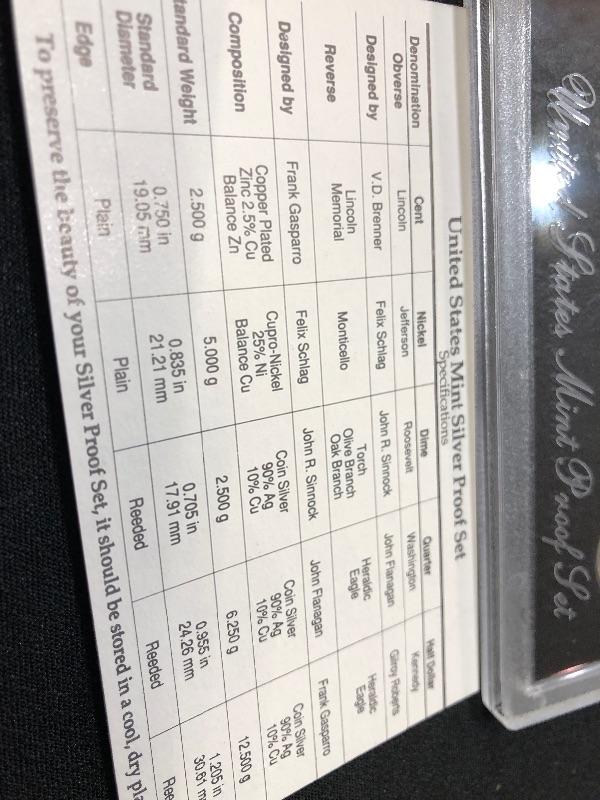 United States Mint Proof Set
United States Mint Silver Proof Set
Specifications
Denomination Cent Nickel Dime Quarter Half Dollar
Obverse Lincoln Jefferson Roosevelt Washington Kennedy
Designed by V.D. Brenner Felix Schlag John R. Sinnock John Flanagan Gilroy Roberts
Reverse Lincoln Memorial Monticello Torch Olive Branch Oak Branch Heraldic Eagle Heraldic Eagle
Designed by Frank Gasparro Felix Schlag John R. Sinnock John Flanagan Frank Gasparro
Composition Copper Plated Zinc 2.5% Cu Balance Zn Cupro-Nickel 25% Ni Balance Cu Coin Silver 90% Ag 10% Cu Coin Silver 90% Ag 10% Cu Coin Silver 90% Ag 10% Cu
tandard Weight 2.500 g 5.000 g 2.500 g 6.250 g 12.500 g
Standard Diameter 0.750 in 19.05 mm 0.835 in 21.21 mm 0.705 in 17.91 mm 0.955 in 24.26 mm 1.205 in 30.61 m
Edge Plain Plain Reeded Reeded Ree
To preserve the beauty of your Silver Proof Set, it should be stored in a cool, dry pla